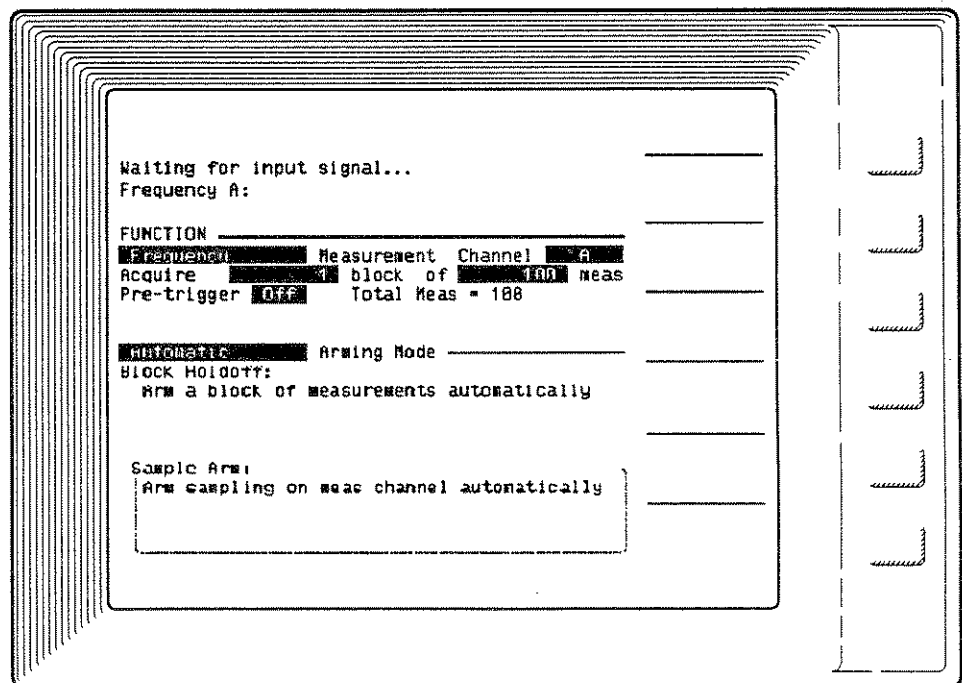 Waiting for input signal...
Frequency A:
FUNCTION
Frequency Measurement Channel A
Acquire 1 block of 100 meas
Pre-trigger Off Total Meas = 100
Automatic Arming Mode
Block Holdoff:
Arm a block of measurements automatically
Sample Arm:
Arm sampling on meas channel automatically